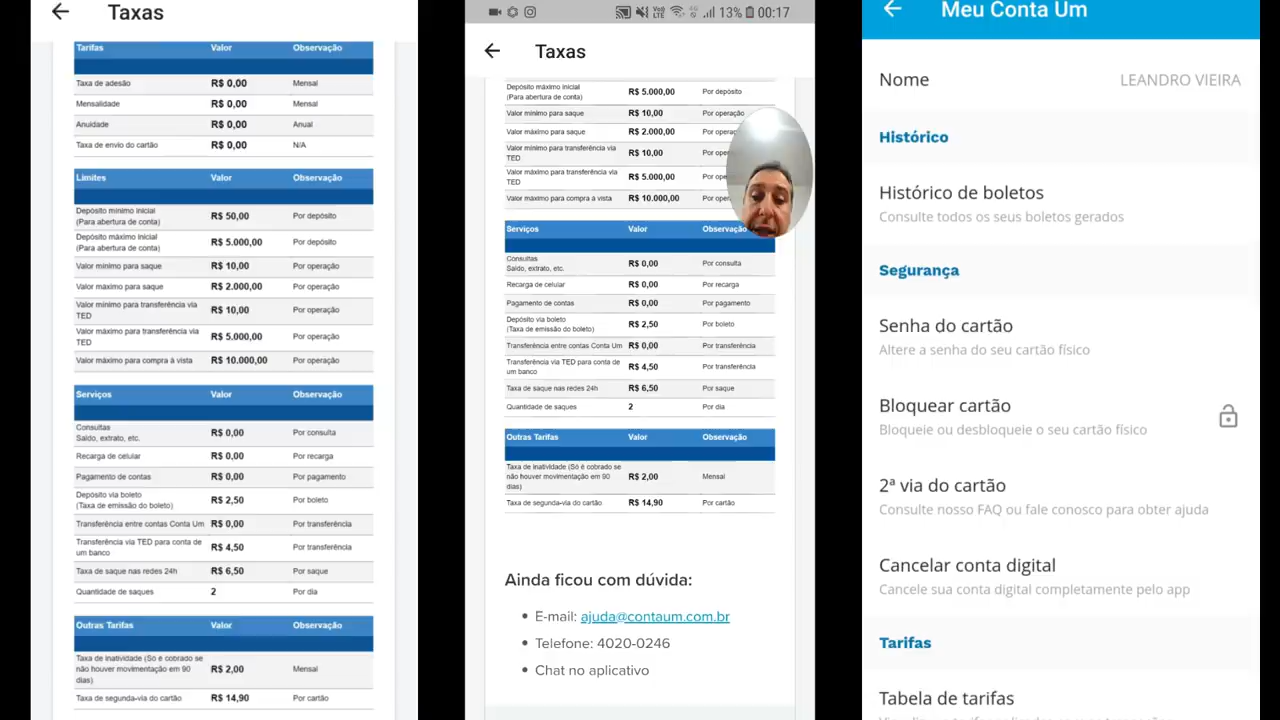 Taxas
Tarifas Valor Observação
Taxa de adesão R$ 0,00 Mensal
Mensalidade R$ 0,00 Mensal
Anuidade R$ 0,00 Anual
Taxa de envio do cartão R$ 0,00 N/A
Limites Valor Observação
Depósito mínimo inicial
(Para abertura de conta) R$ 50,00 Por depósito
Depósito máximo inicial
(Para abertura de conta) R$ 5.000,00 Por depósito
Valor mínimo para saque R$ 10,00 Por operação
Valor máximo para saque R$ 2.000,00 Por operação
Valor mínimo para transferência via
TED R$ 10,00 Por operação
Valor máximo para transferência via
TED R$ 5.000,00 Por operação
Valor máximo para compra à vista R$ 10.000,00 Por operação
Serviços Valor Observação
Consultas
Saldo, extrato, etc. R$ 0,00 Por consulta
Recarga de celular R$ 0,00 Por recarga
Pagamento de contas R$ 0,00 Por pagamento
Depósito via boleto
(Taxa de emissão do boleto) R$ 2,50 Por boleto
Transferência entre contas Conta Um R$ 0,00 Por transferência
Transferência via TED para conta de
um banco R$ 4,50 Por transferência
Taxa de saque nas redes 24h R$ 6,50 Por saque
Quantidade de saques 2 Por dia
Outras Tarifas Valor Observação
Taxa de inatividade (Só é cobrado se
não houver movimentação em 90
dias) R$ 2,00 Mensal
Taxa de segunda-via do cartão R$ 14,90 Por cartão
13% 00:17
Taxas
Depósito máximo inicial
(Para abertura de conta) R$ 5.000,00 Por depósito
Valor mínimo para saque R$ 10,00 Por operação
Valor máximo para saque R$ 2.000,00 Por operaç
Valor mínimo para transferência via
TED R$ 10,00 Por ope
Valor máximo para transferência via
TED R$ 5.000,00 Por ope
Valor máximo para compra à vista R$ 10.000,00 Por oper
Serviços Valor Observação
Consultas
Saldo, extrato, etc. R$ 0,00 Por consulta
Recarga de celular R$ 0,00 Por recarga
Pagamento de contas R$ 0,00 Por pagamento
Depósito via boleto
(Taxa de emissão do boleto) R$ 2,50 Por boleto
Transferência entre contas Conta Um R$ 0,00 Por transferência
Transferência via TED para conta de
um banco R$ 4,50 Por transferência
Taxa de saque nas redes 24h R$ 6,50 Por saque
Quantidade de saques 2 Por dia
Outras Tarifas Valor Observação
Taxa de inatividade (Só é cobrado se
não houver movimentação em 90
dias) R$ 2,00 Mensal
Taxa de segunda-via do cartão R$ 14,90 Por cartão
Ainda ficou com dúvida:
• E-mail: ajuda@contaum.com.br
• Telefone: 4020-0246
• Chat no aplicativo
Meu Conta Um
Nome LEANDRO VIEIRA
Histórico
Histórico de boletos
Consulte todos os seus boletos gerados
Segurança
Senha do cartão
Altere a senha do seu cartão físico
Bloquear cartão
Bloqueie ou desbloqueie o seu cartão físico
2ª via do cartão
Consulte nosso FAQ ou fale conosco para obter ajuda
Cancelar conta digital
Cancele sua conta digital completamente pelo app
Tarifas
Tabela de tarifas